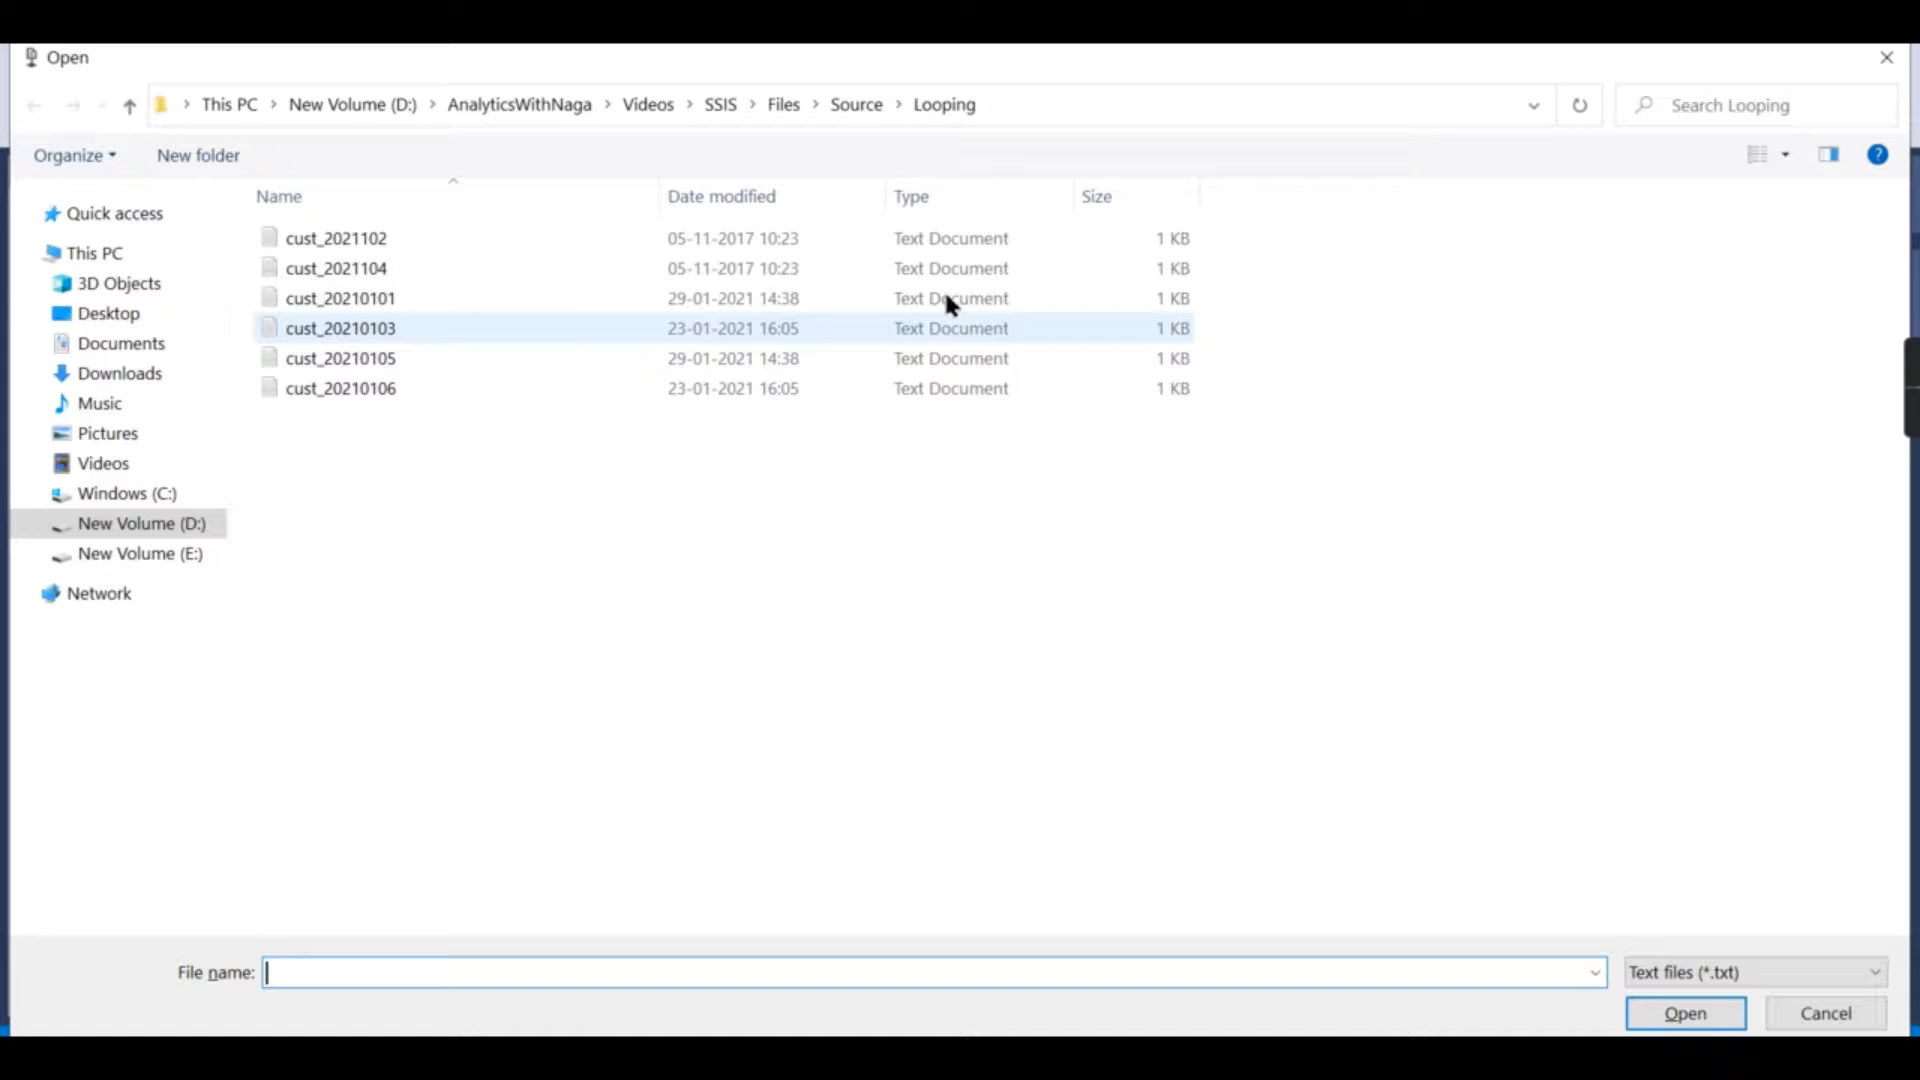 Open
This PC > New Volume (D:) > AnalyticsWithNaga > Videos > SSIS > Files > Source > Looping
Search Looping
Organize
New folder
?
Name Date modified Type Size
Quick access
This PC
3D Objects
Desktop
Documents
Downloads
Music
Pictures
Videos
Windows (C:)
New Volume (D:)
New Volume (E:)
Network
cust_2021102 05-11-2017 10:23 Text Document 1 KB
cust_2021104 05-11-2017 10:23 Text Document 1 KB
cust_20210101 29-01-2021 14:38 Text Document 1 KB
cust_20210103 23-01-2021 16:05 Text Document 1 KB
cust_20210105 29-01-2021 14:38 Text Document 1 KB
cust_20210106 23-01-2021 16:05 Text Document 1 KB
File name:
Text files (*.txt)
Open
Cancel